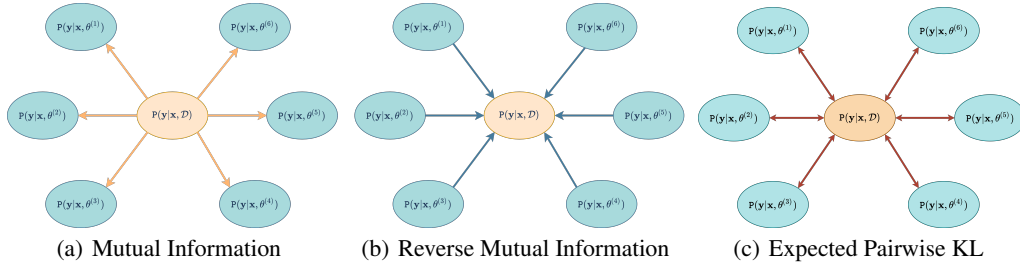 P(y|x, θ⁽¹⁾) P(y|x, θ⁽⁶⁾)
P(y|x, θ⁽²⁾) P(y|x, 𝒟) P(y|x, θ⁽⁵⁾)
P(y|x, θ⁽³⁾) P(y|x, θ⁽⁴⁾)
(a) Mutual Information
P(y|x, θ⁽¹⁾) P(y|x, θ⁽⁶⁾)
P(y|x, θ⁽²⁾) P(y|x, 𝒟) P(y|x, θ⁽⁵⁾)
P(y|x, θ⁽³⁾) P(y|x, θ⁽⁴⁾)
(b) Reverse Mutual Information
P(y|x, θ⁽¹⁾) P(y|x, θ⁽⁶⁾)
P(y|x, θ⁽²⁾) P(y|x, 𝒟) P(y|x, θ⁽⁵⁾)
P(y|x, θ⁽³⁾) P(y|x, θ⁽⁴⁾)
(c) Expected Pairwise KL